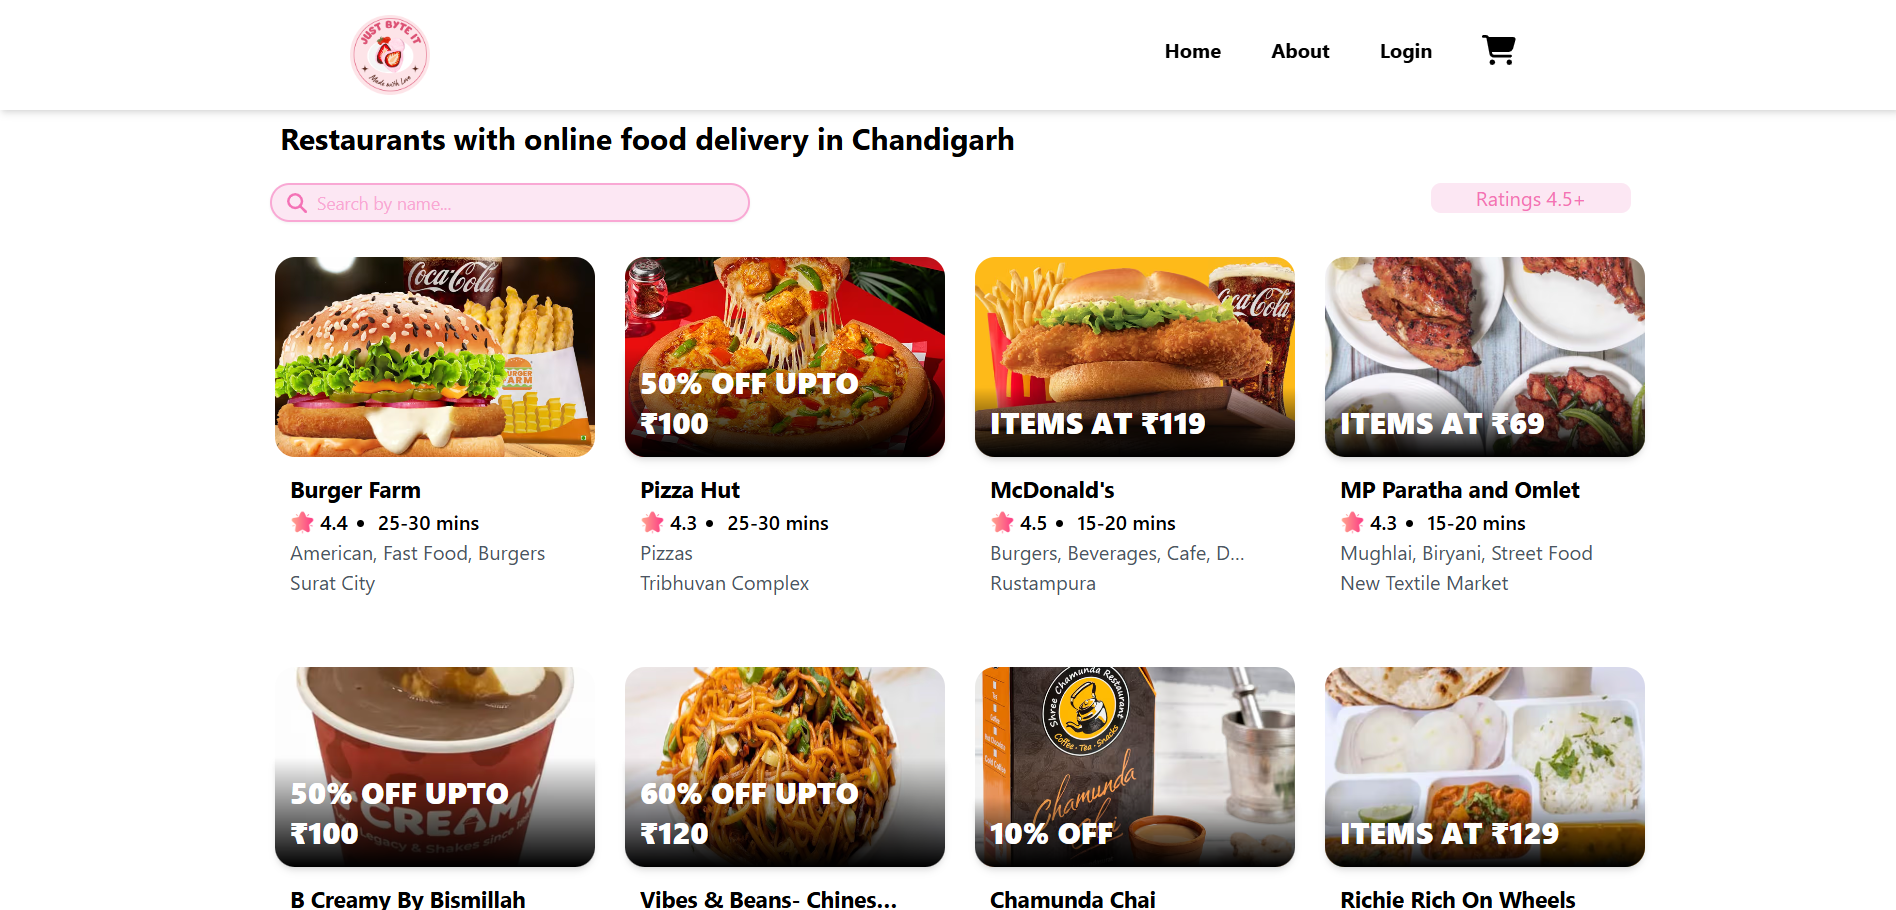 JUST BYTE IT
Made with Love
Home
About
Login
Restaurants with online food delivery in Chandigarh
Search by name...
Ratings 4.5+
Coca-Cola
BURGER
FARM
50% OFF UPTO
₹100
Coca-Cola
ITEMS AT ₹119
ITEMS AT ₹69
Burger Farm
4.4 • 25-30 mins
American, Fast Food, Burgers
Surat City
Pizza Hut
4.3 • 25-30 mins
Pizzas
Tribhuvan Complex
McDonald's
4.5 • 15-20 mins
Burgers, Beverages, Cafe, D...
Rustampura
MP Paratha and Omlet
4.3 • 15-20 mins
Mughlai, Biryani, Street Food
New Textile Market
50% OFF UPTO
₹100
CREAMY
Legacy & Shakes since
60% OFF UPTO
₹120
Shree Chamunda Restaurant
Coffee • Tea • Snacks
Chamunda
10% OFF
ITEMS AT ₹129
B Creamy By Bismillah
Vibes & Beans- Chines...
Chamunda Chai
Richie Rich On Wheels